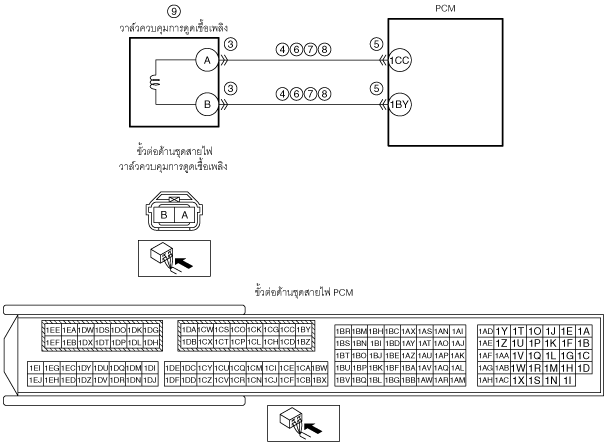 ⑨
วาล์วควบคุมการดูดเชื้อเพลิง
PCM
A ③ ④⑥⑦⑧ ⑤ 1CC
B ③ ④⑥⑦⑧ ⑤ 1BY
ขั้วต่อด้านชุดสายไฟ
วาล์วควบคุมการดูดเชื้อเพลิง
B A
ขั้วต่อด้านชุดสายไฟ PCM
1EE 1EA 1DW 1DS 1DO 1DK 1DG 1DA 1CW 1CS 1CO 1CK 1CG 1CC 1BY 1BR 1BM 1BH 1BC 1AX 1AS 1AN 1AI 1AD 1Y 1T 1O 1J 1E 1A
1EF 1EB 1DX 1DT 1DP 1DL 1DH 1DB 1CX 1CT 1CP 1CL 1CH 1CD 1BZ 1BS 1BN 1BI 1BD 1AY 1AT 1AO 1AJ 1AE 1Z 1U 1P 1K 1F 1B
1BT 1BO 1BJ 1BE 1AZ 1AU 1AP 1AK 1AF 1AA 1V 1Q 1L 1G 1C
1EI 1EG 1EC 1DY 1DU 1DQ 1DM 1DI 1DE 1DC 1CY 1CU 1CQ 1CM 1CI 1CE 1CA 1BW 1BU 1BP 1BK 1BF 1BA 1AV 1AQ 1AL 1AG 1AB 1W 1R 1M 1H 1D
1EJ 1EH 1ED 1DZ 1DV 1DR 1DN 1DJ 1DF 1DD 1CZ 1CV 1CR 1CN 1CJ 1CF 1CB 1BX 1BV 1BQ 1BL 1BG 1BB 1AW 1AR 1AM 1AH 1AC 1X 1S 1N 1I